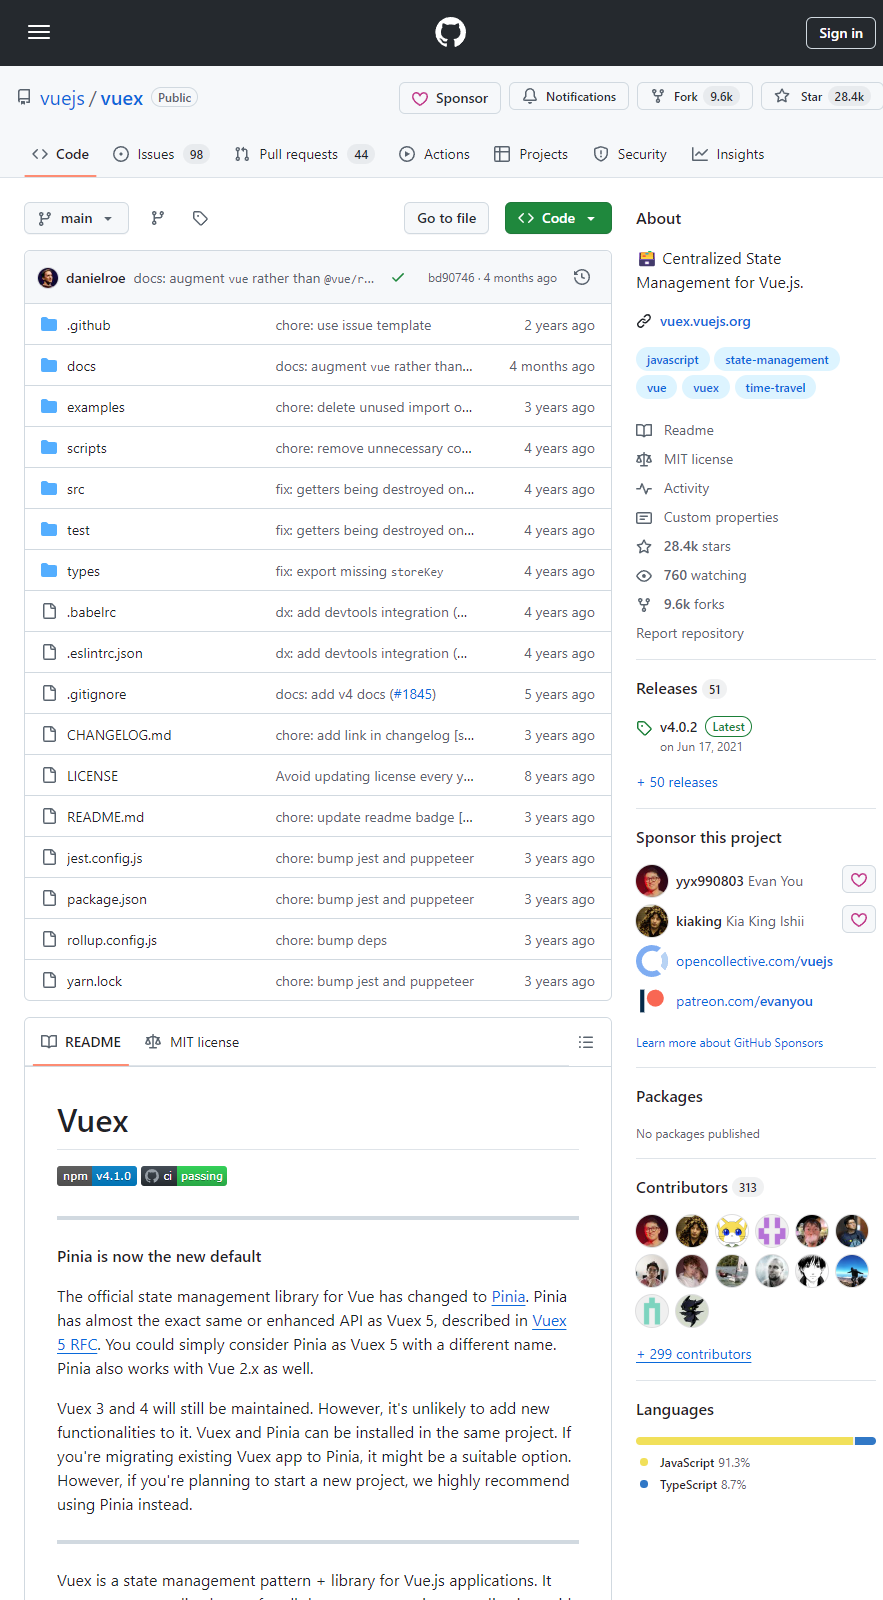 Sign in
vuejs / vuex Public
Sponsor Notifications Fork 9.6k Star 28.4k
Code Issues 98 Pull requests 44 Actions Projects Security Insights
main Go to file Code
danielroe docs: augment vue rather than @vue/r... bd90746 · 4 months ago
.github chore: use issue template 2 years ago
docs docs: augment vue rather than... 4 months ago
examples chore: delete unused import o... 3 years ago
scripts chore: remove unnecessary co... 4 years ago
src fix: getters being destroyed on... 4 years ago
test fix: getters being destroyed on... 4 years ago
types fix: export missing storeKey 4 years ago
.babelrc dx: add devtools integration (... 4 years ago
.eslintrc.json dx: add devtools integration (... 4 years ago
.gitignore docs: add v4 docs (#1845) 5 years ago
CHANGELOG.md chore: add link in changelog [s... 3 years ago
LICENSE Avoid updating license every y... 8 years ago
README.md chore: update readme badge [... 3 years ago
jest.config.js chore: bump jest and puppeteer 3 years ago
package.json chore: bump jest and puppeteer 3 years ago
rollup.config.js chore: bump deps 3 years ago
yarn.lock chore: bump jest and puppeteer 3 years ago
README MIT license
Vuex
npm v4.1.0 ci passing
Pinia is now the new default
The official state management library for Vue has changed to Pinia. Pinia
has almost the exact same or enhanced API as Vuex 5, described in Vuex
5 RFC. You could simply consider Pinia as Vuex 5 with a different name.
Pinia also works with Vue 2.x as well.
Vuex 3 and 4 will still be maintained. However, it's unlikely to add new
functionalities to it. Vuex and Pinia can be installed in the same project. If
you're migrating existing Vuex app to Pinia, it might be a suitable option.
However, if you're planning to start a new project, we highly recommend
using Pinia instead.
Vuex is a state management pattern + library for Vue.js applications. It
About
Centralized State
Management for Vue.js.
vuex.vuejs.org
javascript state-management
vue vuex time-travel
Readme
MIT license
Activity
Custom properties
28.4k stars
760 watching
9.6k forks
Report repository
Releases 51
v4.0.2 Latest
on Jun 17, 2021
+ 50 releases
Sponsor this project
yyx990803 Evan You
kiaking Kia King Ishii
opencollective.com/vuejs
patreon.com/evanyou
Learn more about GitHub Sponsors
Packages
No packages published
Contributors 313
+ 299 contributors
Languages
JavaScript 91.3%
TypeScript 8.7%